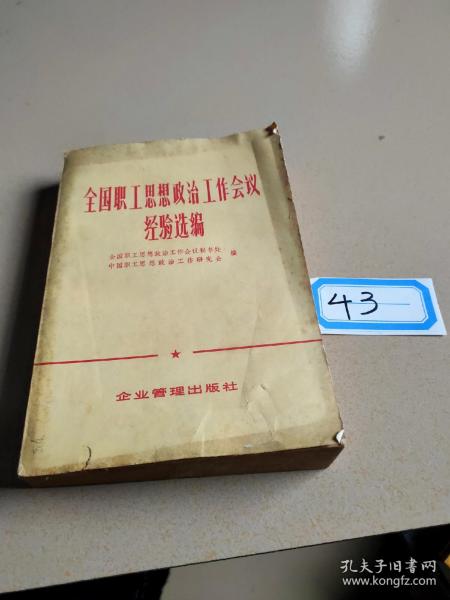 全国职工思想政治工作会议
经验选编
全国职工思想政治工作会议秘书处
中国职工思想政治工作研究会 编
43
企业管理出版社
孔夫子旧书网
www.kongfz.com